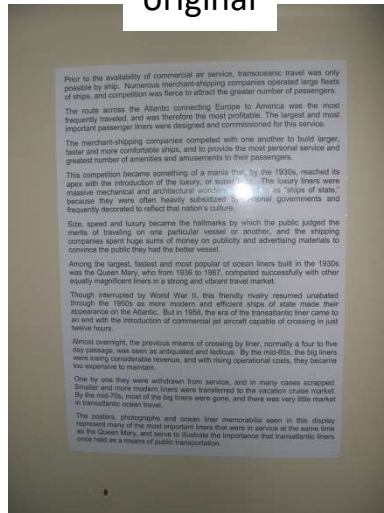 original
Prior to the availability of commercial air service, transoceanic travel was only
possible by ship. Numerous merchant-shipping companies operated large fleets
of ships, and competition was fierce to attract the greater number of passengers.
The route across the Atlantic connecting Europe to America was the most
frequently traveled, and was therefore the most profitable. The largest and most
important passenger liners were designed and commissioned for this service.
The merchant-shipping companies competed with one another to build larger,
faster and more comfortable ships, and to provide the most personal service and
greatest number of amenities and amusements to their passengers.
This competition became something of a mania that, by the 1930s, reached its
apex with the introduction of the luxury, or super The luxury liners were
massive mechanical and architectural wonders as "ships of state,"
because they were often heavily subsidized by governments and
frequently decorated to reflect that nation's culture.
Size, speed and luxury became the hallmarks by which the public judged the
merits of traveling on one particular vessel or another, and the shipping
companies spent huge sums of money on publicity and advertising materials to
convince the public they had the better vessel.
Among the largest, fastest and most popular of ocean liners built in the 1930s
was the Queen Mary, who from 1936 to 1967, competed successfully with other
equally magnificent liners in a strong and vibrant travel market.
Though interrupted by World War II, this friendly rivalry resumed unabated
through the 1950s as more modern and efficient ships of state made their
appearance on the Atlantic. But in 1958, the era of the transatlantic liner came to
an end with the introduction of commercial jet aircraft capable of crossing in just
twelve hours.
Almost overnight, the previous means of crossing by liner, normally a four to five
day passage, was seen as antiquated and tedious. By the mid-60s, the big liners
were losing considerable revenue, and with rising operational costs, they became
too expensive to maintain.
One by one they were withdrawn from service, and in many cases scrapped.
Smaller and more modern liners were transferred to the vacation cruise market.
By the mid-70s, most of the big liners were gone, and there was very little market
in transatlantic ocean travel.
The posters, photographs and ocean liner memorabilia seen in this display
represent many of the most important liners that were in service at the same time
as the Queen Mary, and serve to illustrate the importance that transatlantic liners
once held as a means of public transportation.